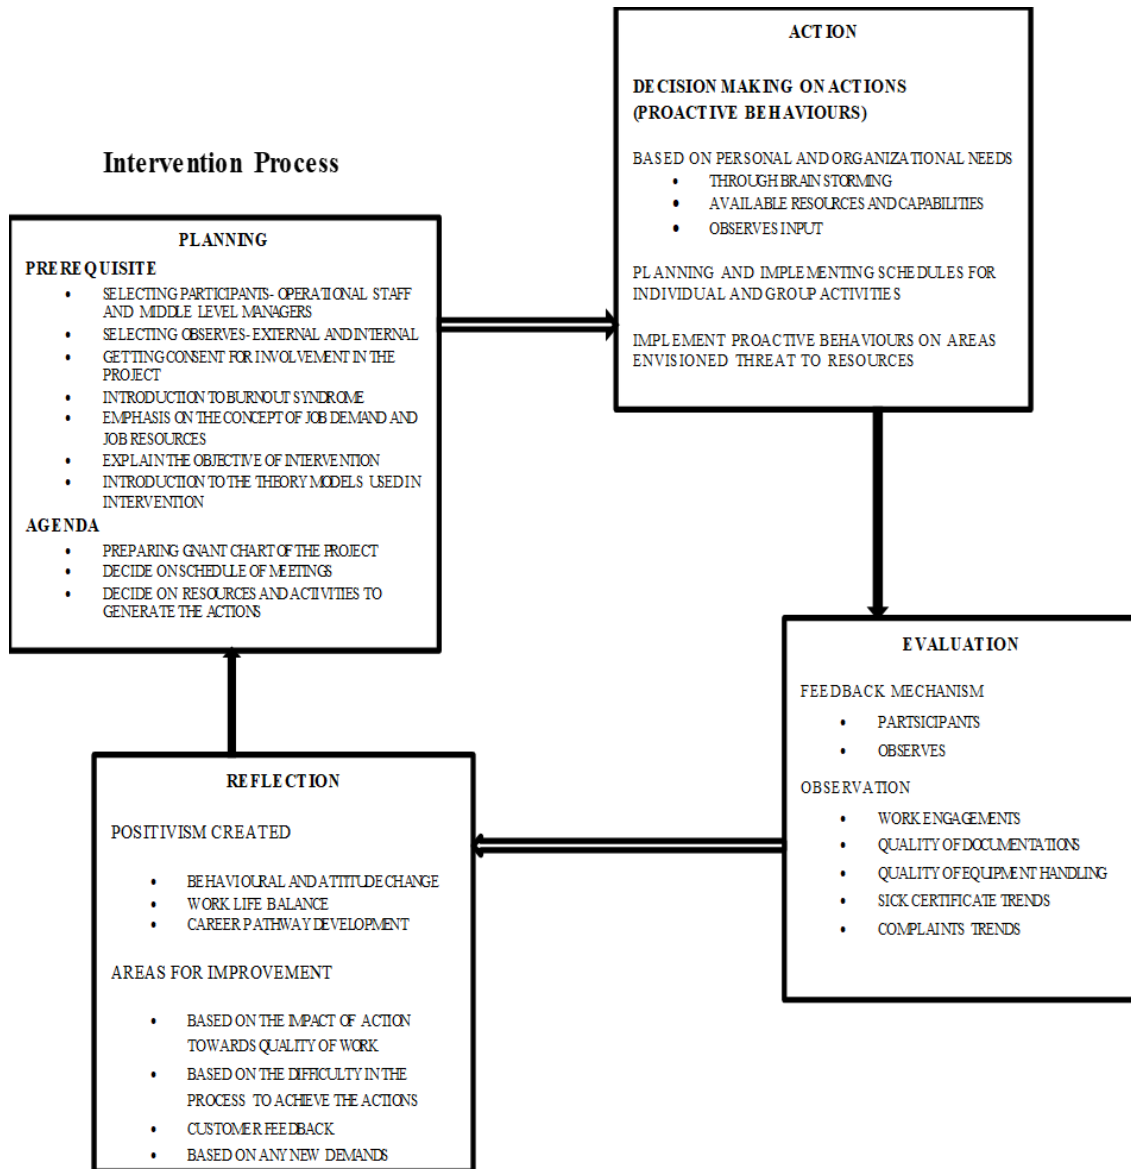 Intervention Process
PLANNING
PREREQUISITE
• SELECTING PARTICIPANTS- OPERATIONAL STAFF
AND MIDDLE LEVEL MANAGERS
• SELECTING OBSERVES- EXTERNAL AND INTERNAL
• GETTING CONSENT FOR INVOLVEMENT IN THE
PROJECT
• INTRODUCTION TO BURNOUT SYNDROME
• EMPHASIS ON THE CONCEPT OF JOB DEMAND AND
JOB RESOURCES
• EXPLAIN THE OBJECTIVE OF INTERVENTION
• INTRODUCTION TO THE THEORY MODELS USED IN
INTERVENTION
AGENDA
• PREPARING GNANT CHART OF THE PROJECT
• DECIDE ON SCHEDULE OF MEETINGS
• DECIDE ON RESOURCES AND ACTIVITIES TO
GENERATE THE ACTIONS
ACTION
DECISION MAKING ON ACTIONS
(PROACTIVE BEHAVIOURS)
BASED ON PERSONAL AND ORGANIZATIONAL NEEDS
• THROUGH BRAIN STORMING
• AVAILABLE RESOURCES AND CAPABILITIES
• OBSERVES INPUT
PLANNING AND IMPLEMENTING SCHEDULES FOR
INDIVIDUAL AND GROUP ACTIVITIES
IMPLEMENT PROACTIVE BEHAVIOURS ON AREAS
ENVISIONED THREAT TO RESOURCES
EVALUATION
FEEDBACK MECHANISM
• PARTSICIPANTS
• OBSERVES
OBSERVATION
• WORK ENGAGEMENTS
• QUALITY OF DOCUMENTATIONS
• QUALITY OF EQUIPMENT HANDLING
• SICK CERTIFICATE TRENDS
• COMPLAINTS TRENDS
REFLECTION
POSITIVISM CREATED
• BEHAVIOURAL AND ATTITUDE CHANGE
• WORK LIFE BALANCE
• CAREER PATHWAY DEVELOPMENT
AREAS FOR IMPROVEMENT
• BASED ON THE IMPACT OF ACTION
TOWARDS QUALITY OF WORK
• BASED ON THE DIFFICULTY IN THE
PROCESS TO ACHIEVE THE ACTIONS
• CUSTOMER FEEDBACK
• BASED ON ANY NEW DEMANDS